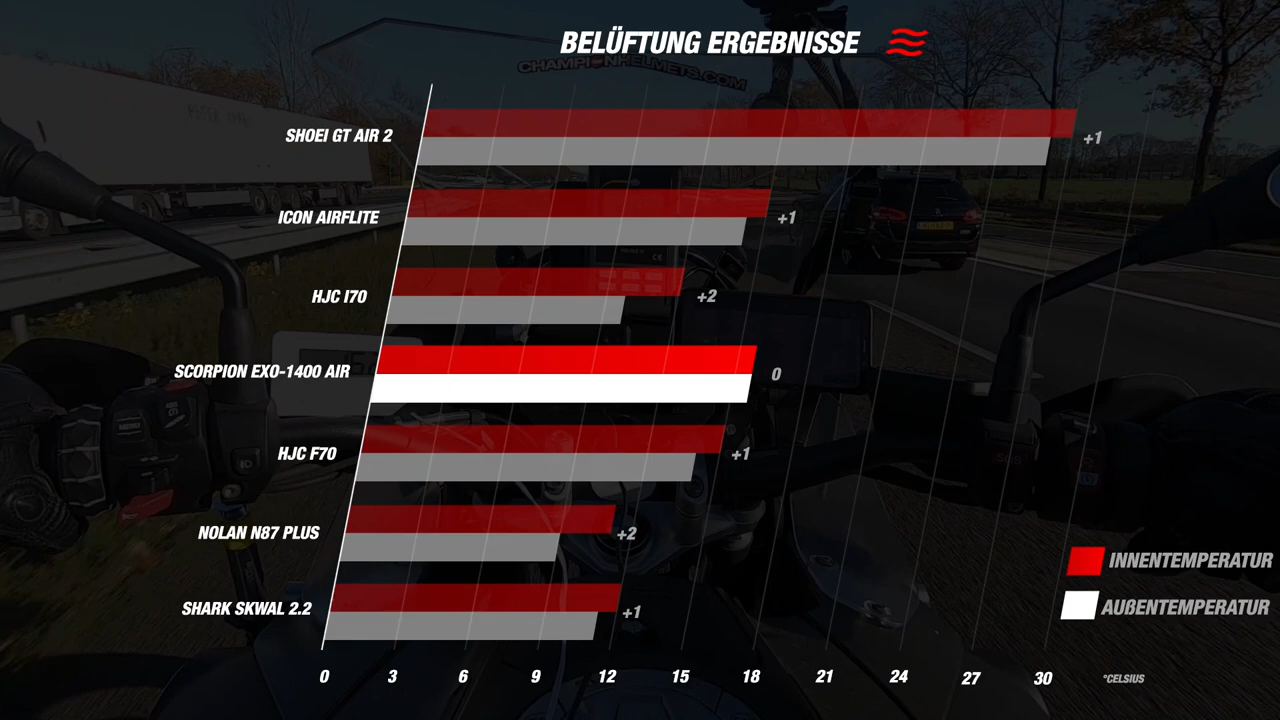 BELÜFTUNG ERGEBNISSE
CHAMPIONHELMETS.COM
SHOEI GT AIR 2
+1
ICON AIRFLITE
+1
HJC I70
+2
SCORPION EXO-1400 AIR
0
HJC F70
+1
NOLAN N87 PLUS
+2
SHARK SKWAL 2.2
+1
INNENTEMPERATUR
AUßENTEMPERATUR
0 3 6 9 12 15 18 21 24 27 30 °CELSIUS